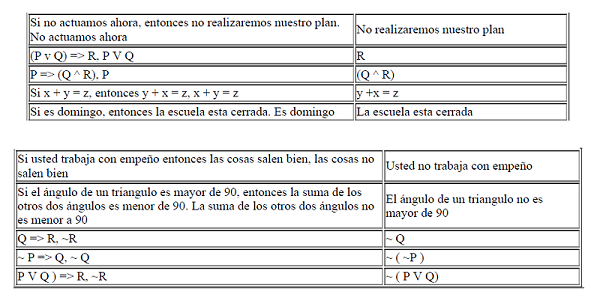 Si no actuamos ahora, entonces no realizaremos nuestro plan.
No actuamos ahora
No realizaremos nuestro plan
(P v Q) => R, P V Q
R
P => (Q ^ R), P
(Q ^ R)
Si x + y = z, entonces y + x = z, x + y = z
y +x = z
Si es domingo, entonces la escuela esta cerrada. Es domingo
La escuela esta cerrada
Si usted trabaja con empeño entonces las cosas salen bien, las cosas no
salen bien
Usted no trabaja con empeño
Si el ángulo de un triangulo es mayor de 90, entonces la suma de los
otros dos ángulos es menor de 90. La suma de los otros dos ángulos no
es menor a 90
El ángulo de un triangulo no es
mayor de 90
Q => R, ~R
~ Q
~ P => Q, ~ Q
~ ( ~P )
P V Q ) => R, ~R
~ ( P V Q)